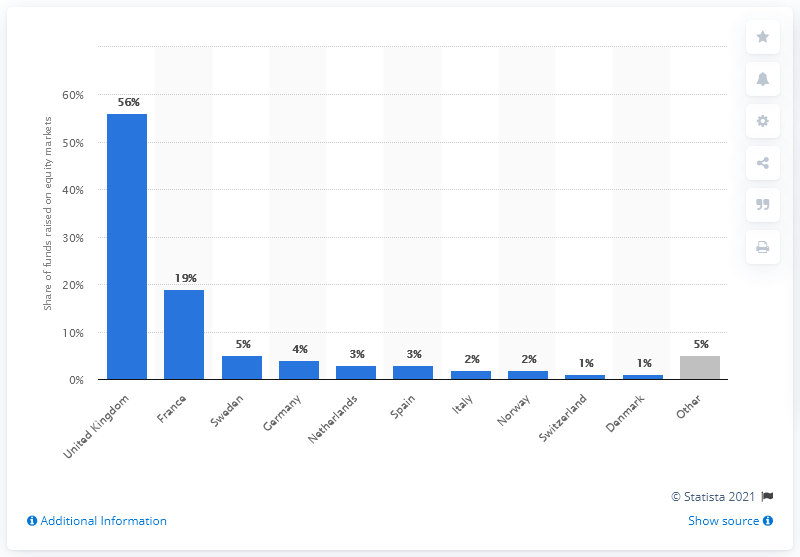 Share of funds raised on equity markets
60%
50%
40%
30%
20%
10%
0%
56%
19%
5%
4%
3%
3%
2%
2%
1%
1%
5%
United Kingdom
France
Sweden
Germany
Netherlands
Spain
Italy
Norway
Switzerland
Denmark
Other
© Statista 2021
Additional Information
Show source